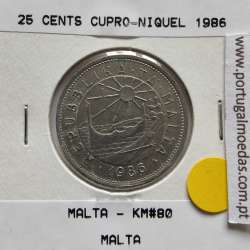 25 CENTS CUPRO-NIQUEL 1986
REPUBBLIKA TA' MALTA
· 1986 ·
MALTA - KM#80
MALTA
© www.portugalmoedas.com.pt